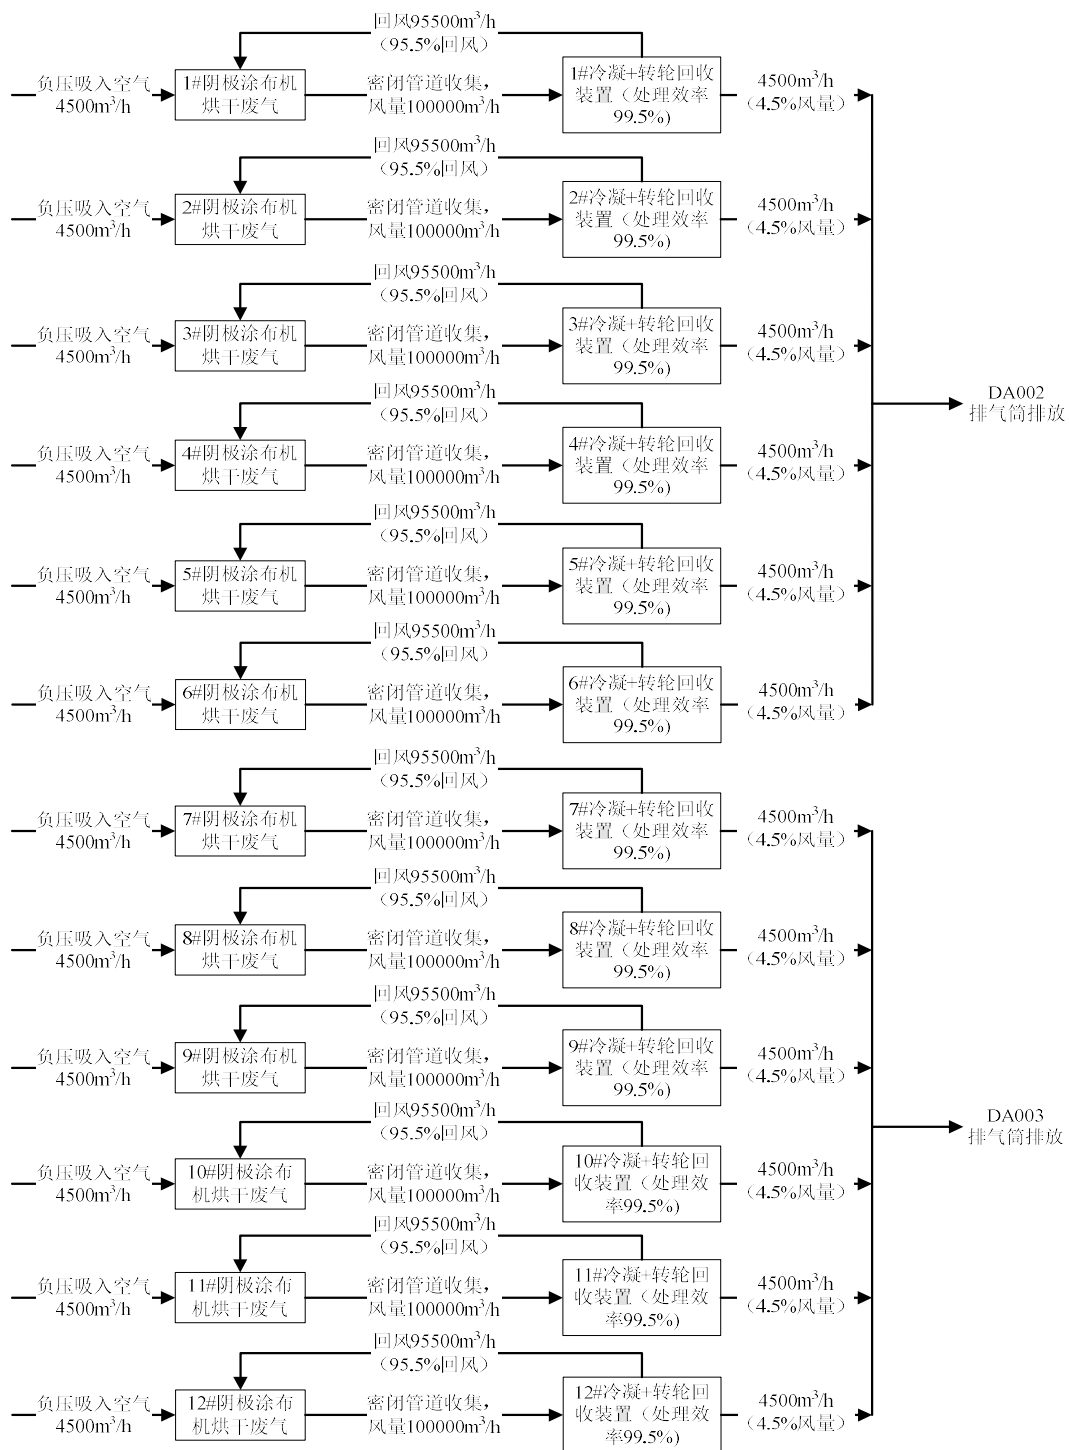 回风95500m³/h
（95.5%回风）
负压吸入空气
4500m³/h
1#阴极涂布机
烘干废气
密闭管道收集，
风量100000m³/h
1#冷凝+转轮回收
装置（处理效率
99.5%)
4500m³/h
（4.5%风量）
回风95500m³/h
（95.5%回风）
负压吸入空气
4500m³/h
2#阴极涂布机
烘干废气
密闭管道收集，
风量100000m³/h
2#冷凝+转轮回收
装置（处理效率
99.5%)
4500m³/h
（4.5%风量）
回风95500m³/h
（95.5%回风）
负压吸入空气
4500m³/h
3#阴极涂布机
烘干废气
密闭管道收集，
风量100000m³/h
3#冷凝+转轮回收
装置（处理效率
99.5%)
4500m³/h
（4.5%风量）
回风95500m³/h
（95.5%回风）
负压吸入空气
4500m³/h
4#阴极涂布机
烘干废气
密闭管道收集，
风量100000m³/h
4#冷凝+转轮回收
装置（处理效率
99.5%)
4500m³/h
（4.5%风量）
DA002
排气筒排放
回风95500m³/h
（95.5%回风）
负压吸入空气
4500m³/h
5#阴极涂布机
烘干废气
密闭管道收集，
风量100000m³/h
5#冷凝+转轮回收
装置（处理效率
99.5%)
4500m³/h
（4.5%风量）
回风95500m³/h
（95.5%回风）
负压吸入空气
4500m³/h
6#阴极涂布机
烘干废气
密闭管道收集，
风量100000m³/h
6#冷凝+转轮回收
装置（处理效率
99.5%)
4500m³/h
（4.5%风量）
回风95500m³/h
（95.5%回风）
负压吸入空气
4500m³/h
7#阴极涂布机
烘干废气
密闭管道收集，
风量100000m³/h
7#冷凝+转轮回收
装置（处理效率
99.5%)
4500m³/h
（4.5%风量）
回风95500m³/h
（95.5%回风）
负压吸入空气
4500m³/h
8#阴极涂布机
烘干废气
密闭管道收集，
风量100000m³/h
8#冷凝+转轮回收
装置（处理效率
99.5%)
4500m³/h
（4.5%风量）
回风95500m³/h
（95.5%回风）
负压吸入空气
4500m³/h
9#阴极涂布机
烘干废气
密闭管道收集，
风量100000m³/h
9#冷凝+转轮回收
装置（处理效率
99.5%)
4500m³/h
（4.5%风量）
DA003
排气筒排放
回风95500m³/h
（95.5%回风）
负压吸入空气
4500m³/h
10#阴极涂布
机烘干废气
密闭管道收集，
风量100000m³/h
10#冷凝+转轮回
收装置（处理效
率99.5%)
4500m³/h
（4.5%风量）
回风95500m³/h
（95.5%回风）
负压吸入空气
4500m³/h
11#阴极涂布
机烘干废气
密闭管道收集，
风量100000m³/h
11#冷凝+转轮回
收装置（处理效
率99.5%)
4500m³/h
（4.5%风量）
回风95500m³/h
（95.5%回风）
负压吸入空气
4500m³/h
12#阴极涂布
机烘干废气
密闭管道收集，
风量100000m³/h
12#冷凝+转轮回
收装置（处理效
率99.5%)
4500m³/h
（4.5%风量）